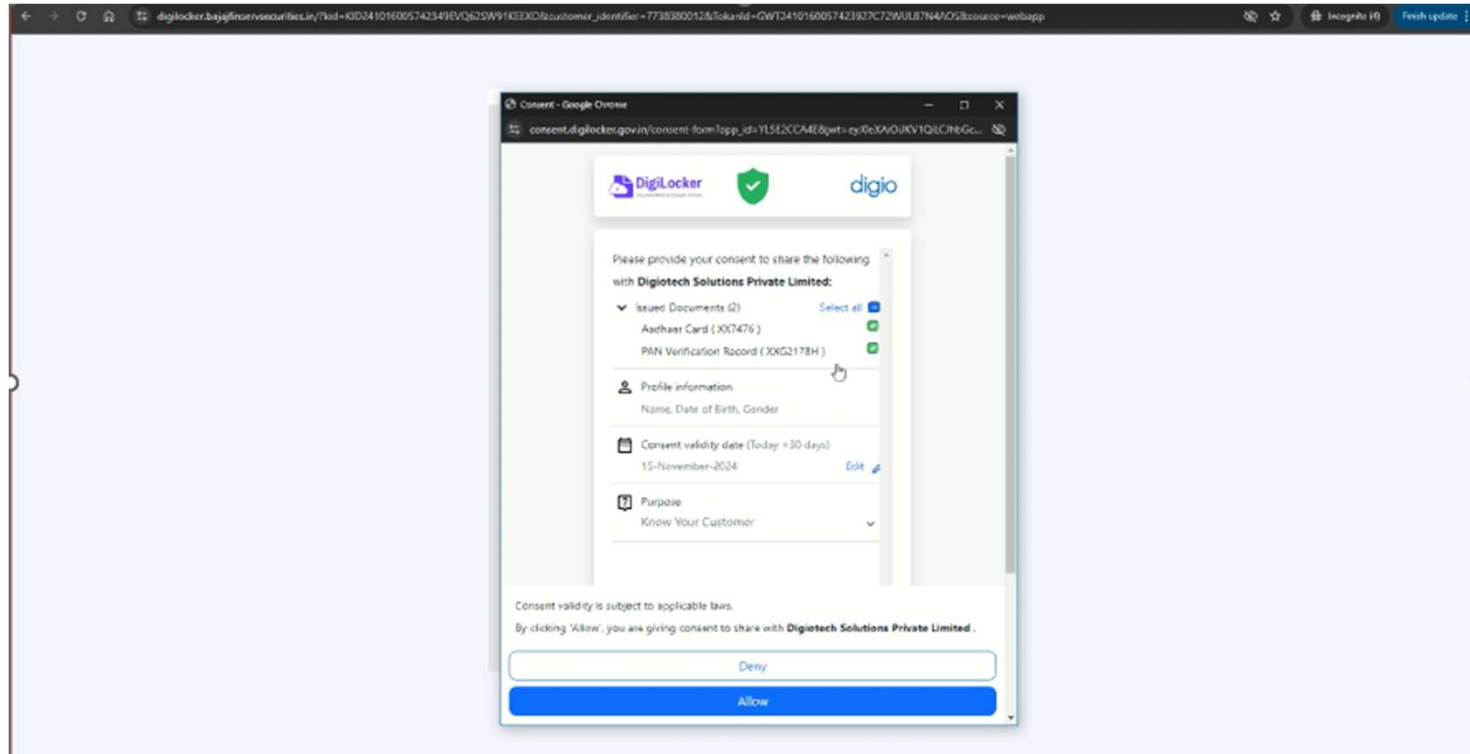 Incognito (4)
Finish update
Consent - Google Chrome
DigiLocker
digio
Please provide your consent to share the following
with Digiotech Solutions Private Limited:
Issued Documents (2) Select all
Aadhaar Card ( XX7476 )
PAN Verification Record ( XXG2178H )
Profile information
Name, Date of Birth, Gender
Consent validity date (Today +30 days)
15-November-2024 Edit
Purpose
Know Your Customer
Consent validity is subject to applicable laws.
By clicking 'Allow', you are giving consent to share with Digiotech Solutions Private Limited .
Deny
Allow